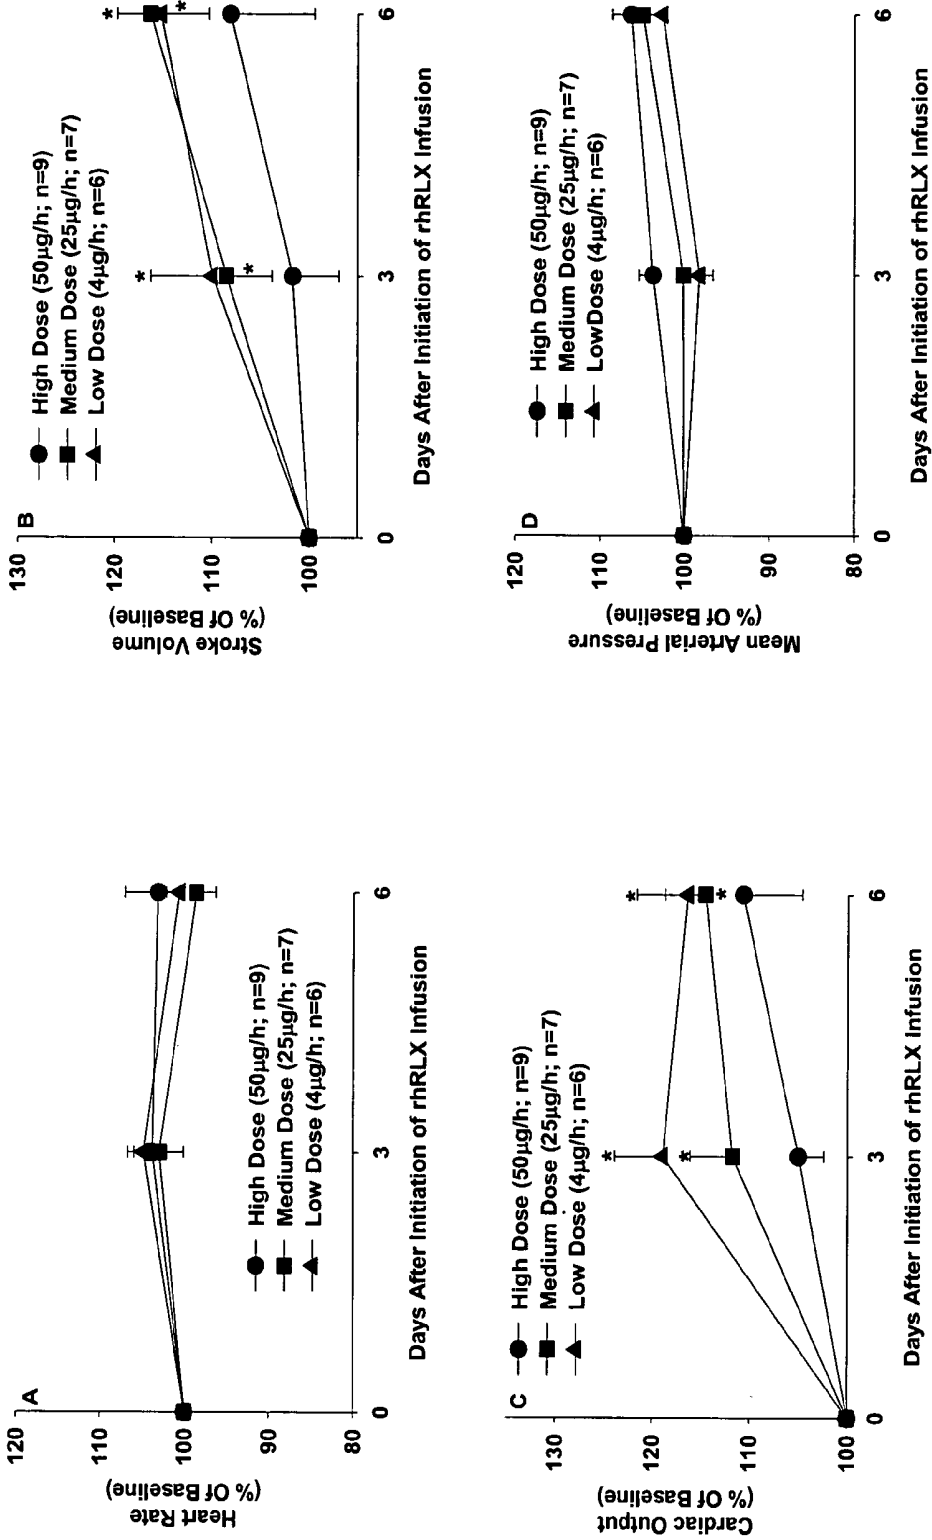 A
Heart Rate
(% Of Baseline)
120
110
100
90
80
0
3
6
High Dose (50µg/h; n=9)
Medium Dose (25µg/h; n=7)
Low Dose (4µg/h; n=6)
Days After Initiation of rhRLX Infusion
B
Stroke Volume
(% Of Baseline)
130
120
110
100
0
3
6
*
*
*
*
High Dose (50µg/h; n=9)
Medium Dose (25µg/h; n=7)
Low Dose (4µg/h; n=6)
Days After Initiation of rhRLX Infusion
C
Cardiac Output
(% Of Baseline)
130
120
110
100
0
3
6
*
*
*
*
High Dose (50µg/h; n=9)
Medium Dose (25µg/h; n=7)
Low Dose (4µg/h; n=6)
Days After Initiation of rhRLX Infusion
D
Mean Arterial Pressure
(% Of Baseline)
120
110
100
90
80
0
3
6
High Dose (50µg/h; n=9)
Medium Dose (25µg/h; n=7)
LowDose (4µg/h; n=6)
Days After Initiation of rhRLX Infusion